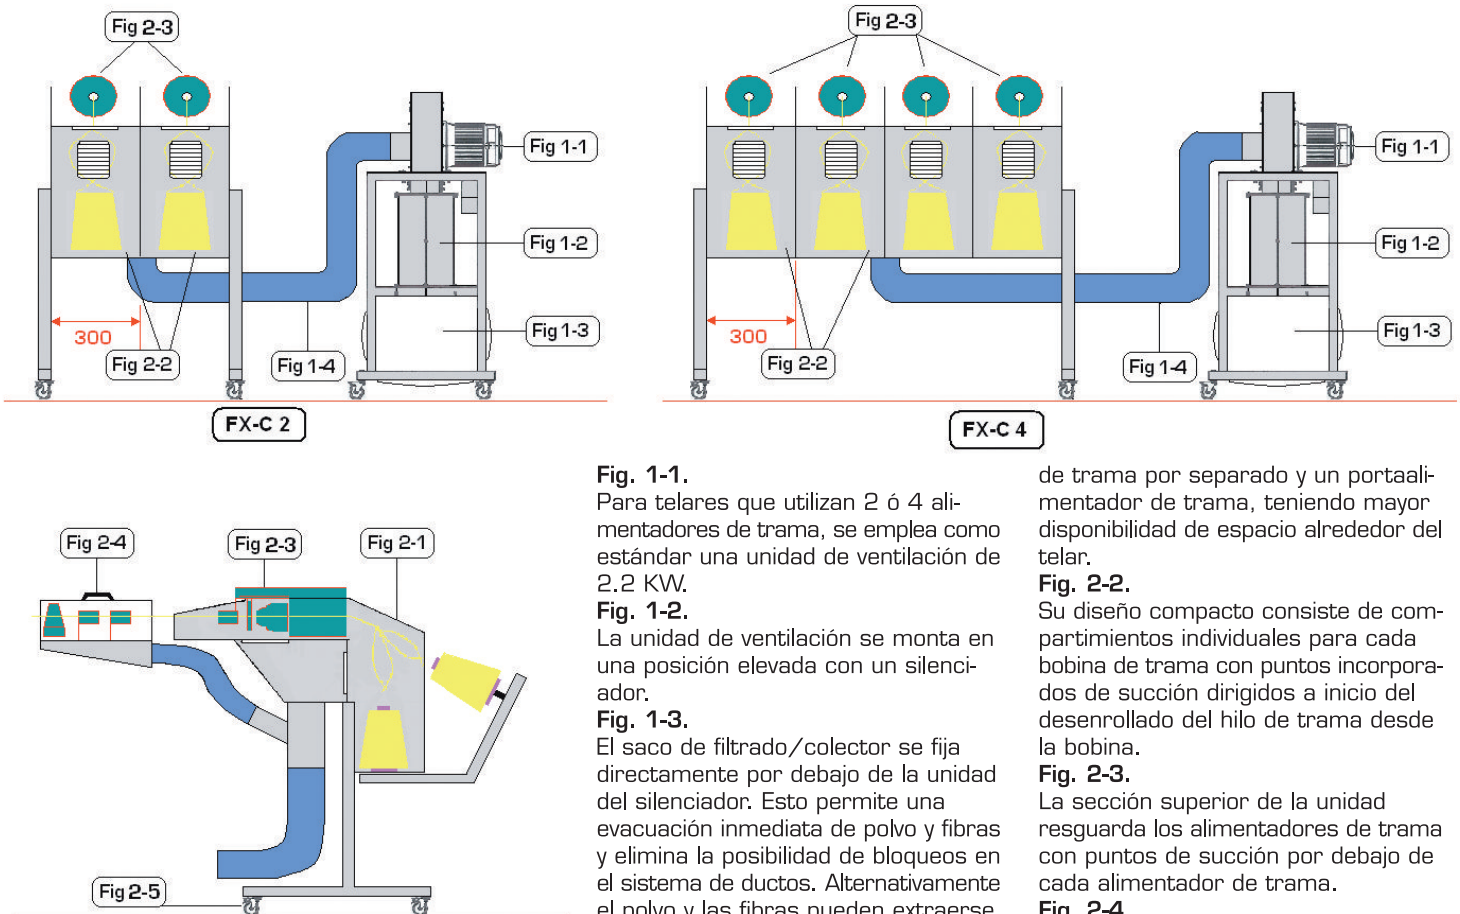 Fig 2-3
Fig 1-1
Fig 1-2
Fig 1-3
300
Fig 2-2
Fig 1-4
FX-C 2
Fig 2-3
Fig 1-1
Fig 1-2
Fig 1-3
300
Fig 2-2
Fig 1-4
FX-C 4
Fig 2-4
Fig 2-3
Fig 2-1
Fig 2-5
Fig. 1-1.
Para telares que utilizan 2 ó 4 ali-
mentadores de trama, se emplea como
estándar una unidad de ventilación de
2.2 KW.
Fig. 1-2.
La unidad de ventilación se monta en
una posición elevada con un silenci-
ador.
Fig. 1-3.
El saco de filtrado/colector se fija
directamente por debajo de la unidad
del silenciador. Esto permite una
evacuación inmediata de polvo y fibras
y elimina la posibilidad de bloqueos en
el sistema de ductos. Alternativamente
el polvo y las fibras pueden extraerse
de trama por separado y un portaali-
mentador de trama, teniendo mayor
disponibilidad de espacio alrededor del
telar.
Fig. 2-2.
Su diseño compacto consiste de com-
partimientos individuales para cada
bobina de trama con puntos incorpora-
dos de succión dirigidos a inicio del
desenrollado del hilo de trama desde
la bobina.
Fig. 2-3.
La sección superior de la unidad
resguarda los alimentadores de trama
con puntos de succión por debajo de
cada alimentador de trama.
Fig. 2-4